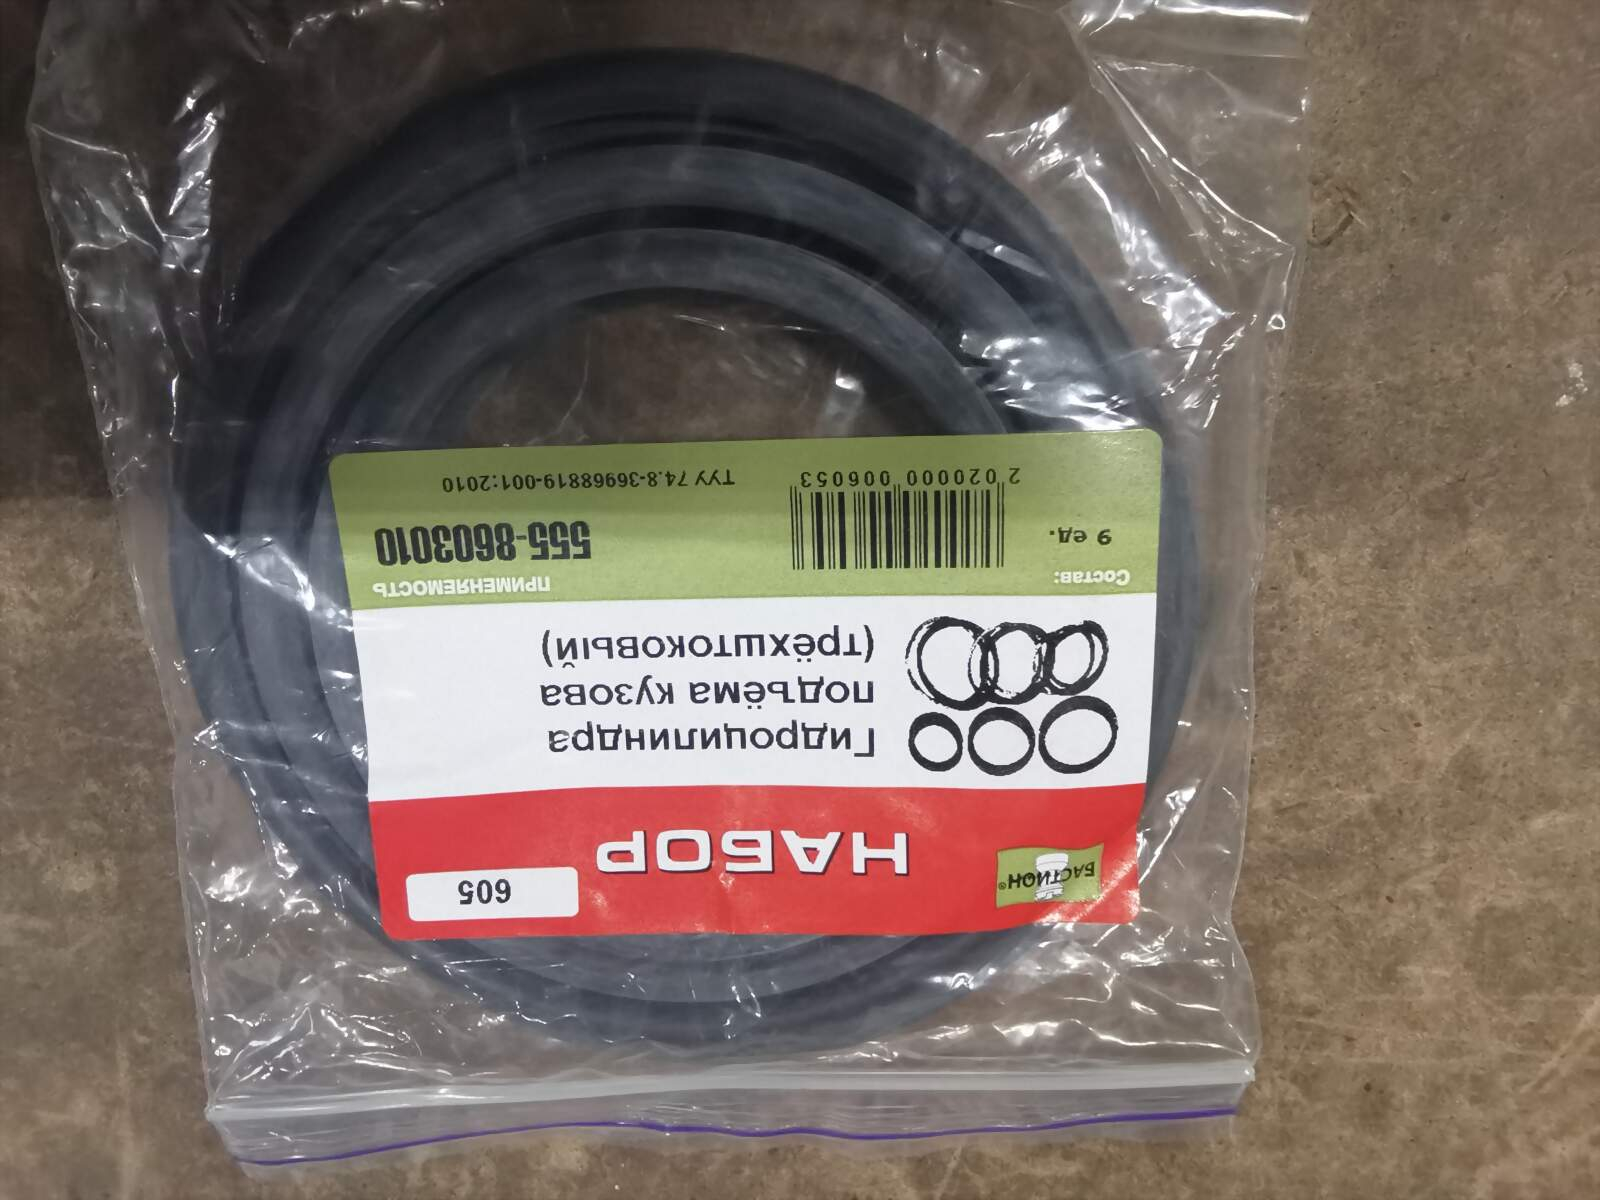 БАСТИОН®
НАБОР
605
Гидроцилиндра
подъёма кузова
(трёхштоковый)
Состав:
9 ед.
2 020000 006053
ПРИМЕНЯЕМОСТЬ
555-8603010
ТУУ 74.8-36968819-001:2010